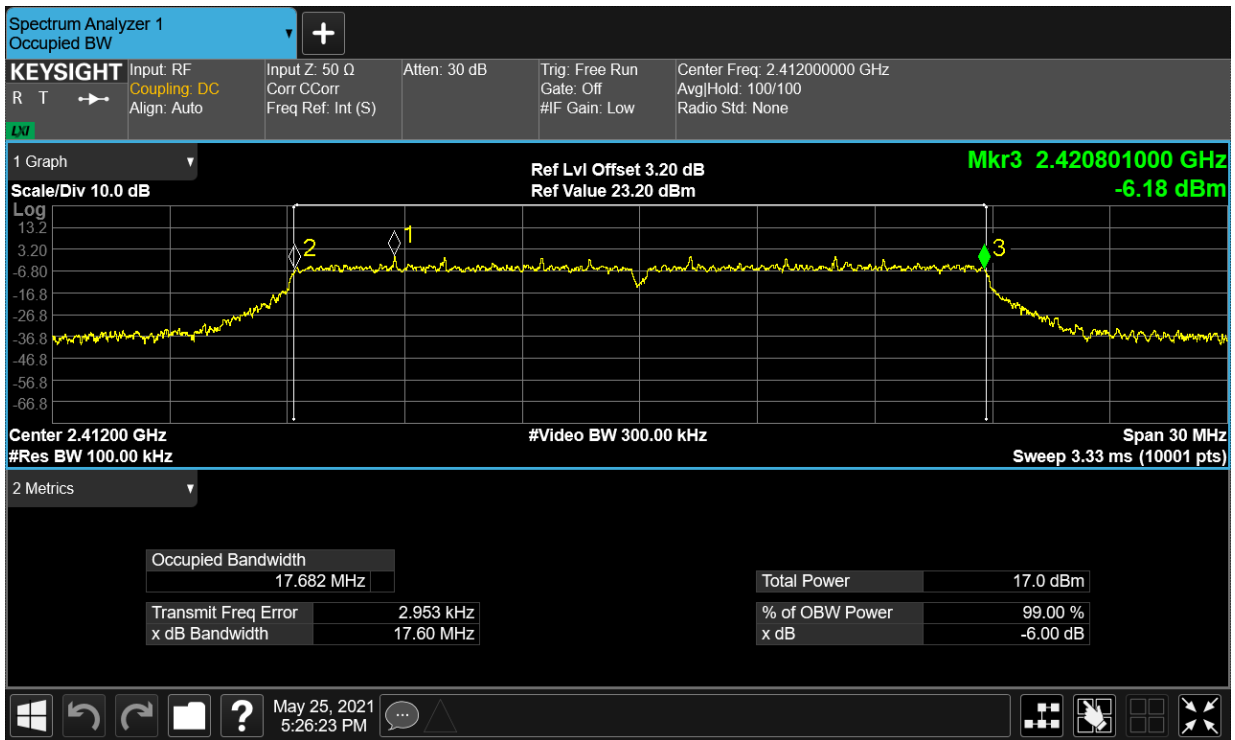 Spectrum Analyzer 1
Occupied BW
▼
+
KEYSIGHT
R T
LXI
Input: RF
Coupling: DC
Align: Auto
Input Z: 50 Ω
Corr CCorr
Freq Ref: Int (S)
Atten: 30 dB
Trig: Free Run
Gate: Off
#IF Gain: Low
Center Freq: 2.412000000 GHz
Avg|Hold: 100/100
Radio Std: None
1 Graph
Scale/Div 10.0 dB
Ref Lvl Offset 3.20 dB
Ref Value 23.20 dBm
Mkr3 2.420801000 GHz
-6.18 dBm
Log
13.2
3.20
-6.80
-16.8
-26.8
-36.8
-46.8
-56.8
-66.8
2
1
3
Center 2.41200 GHz
#Video BW 300.00 kHz
Span 30 MHz
#Res BW 100.00 kHz
Sweep 3.33 ms (10001 pts)
2 Metrics
Occupied Bandwidth
17.682 MHz
Total Power 17.0 dBm
Transmit Freq Error 2.953 kHz
% of OBW Power 99.00 %
x dB Bandwidth 17.60 MHz
x dB -6.00 dB
?
May 25, 2021
5:26:23 PM